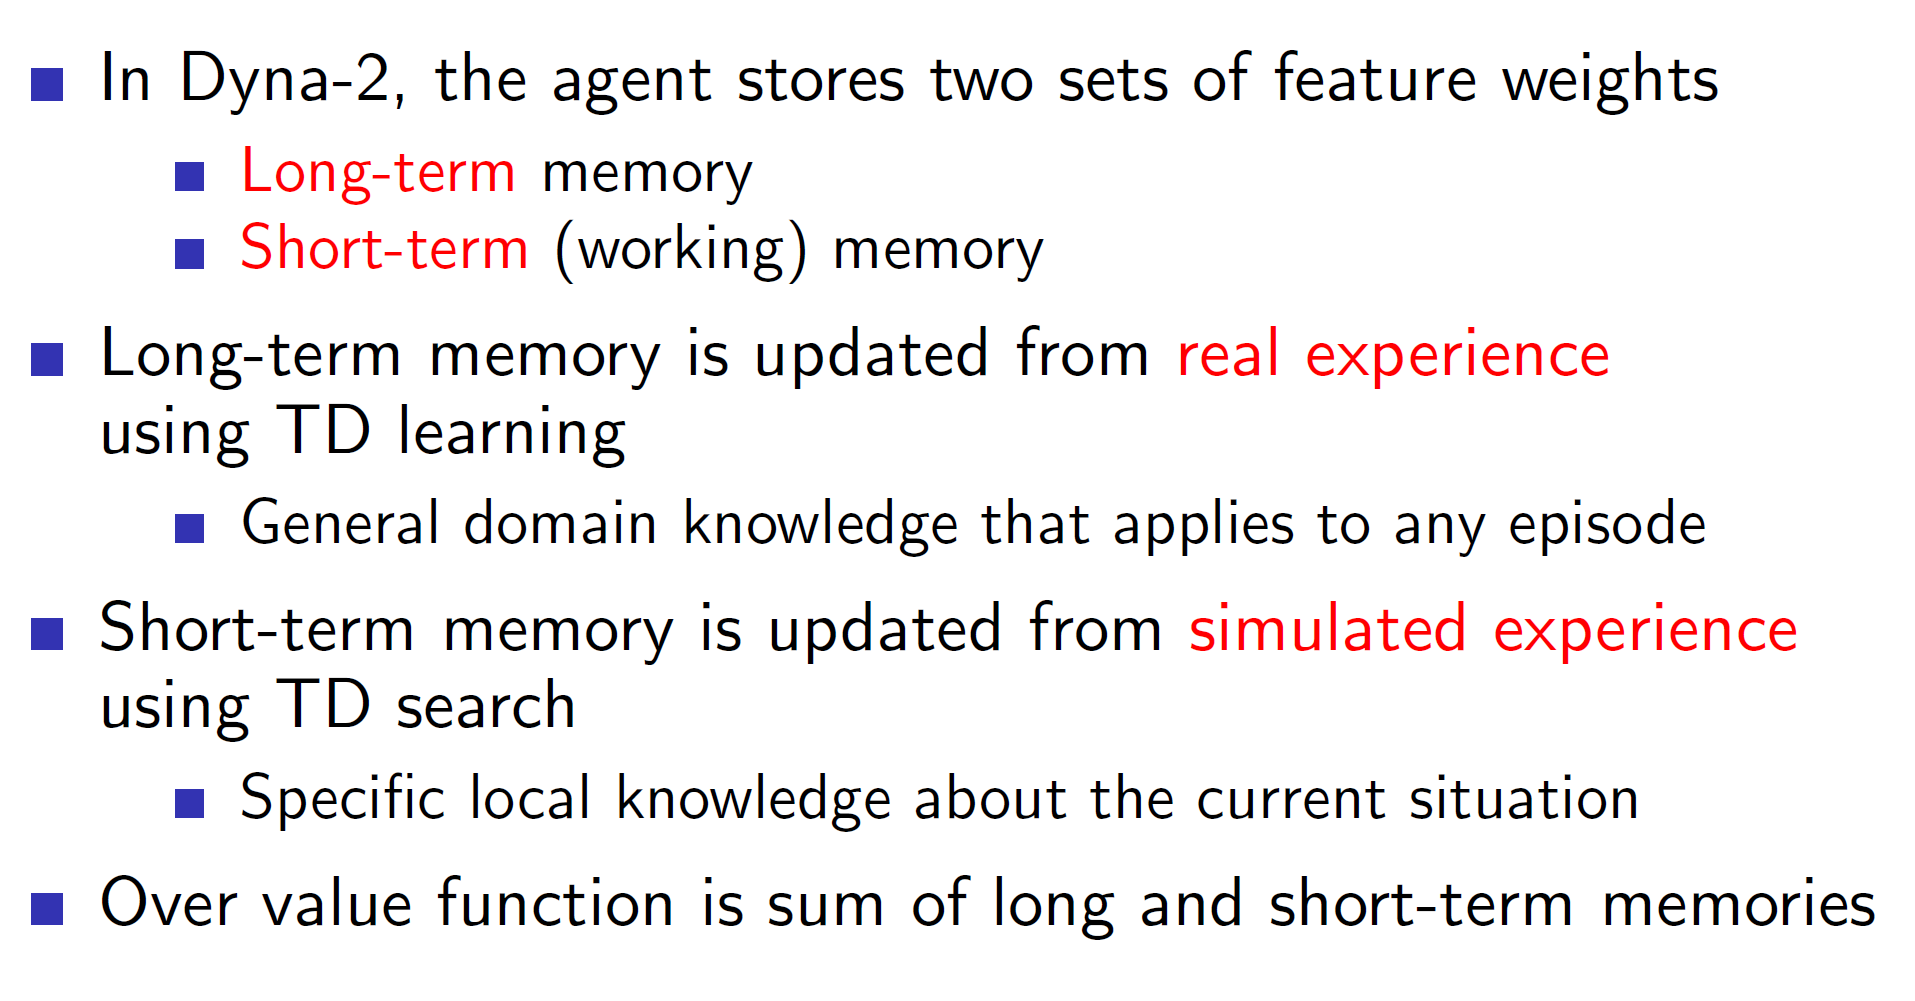 In Dyna-2, the agent stores two sets of feature weights
Long-term memory
Short-term (working) memory
Long-term memory is updated from real experience
using TD learning
General domain knowledge that applies to any episode
Short-term memory is updated from simulated experience
using TD search
Specific local knowledge about the current situation
Over value function is sum of long and short-term memories